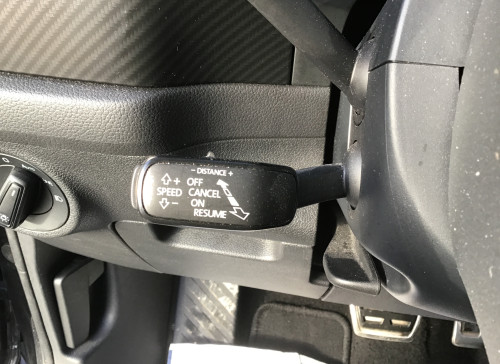 - DISTANCE +
+ OFF
SPEED CANCEL
- ON
RESUME
O